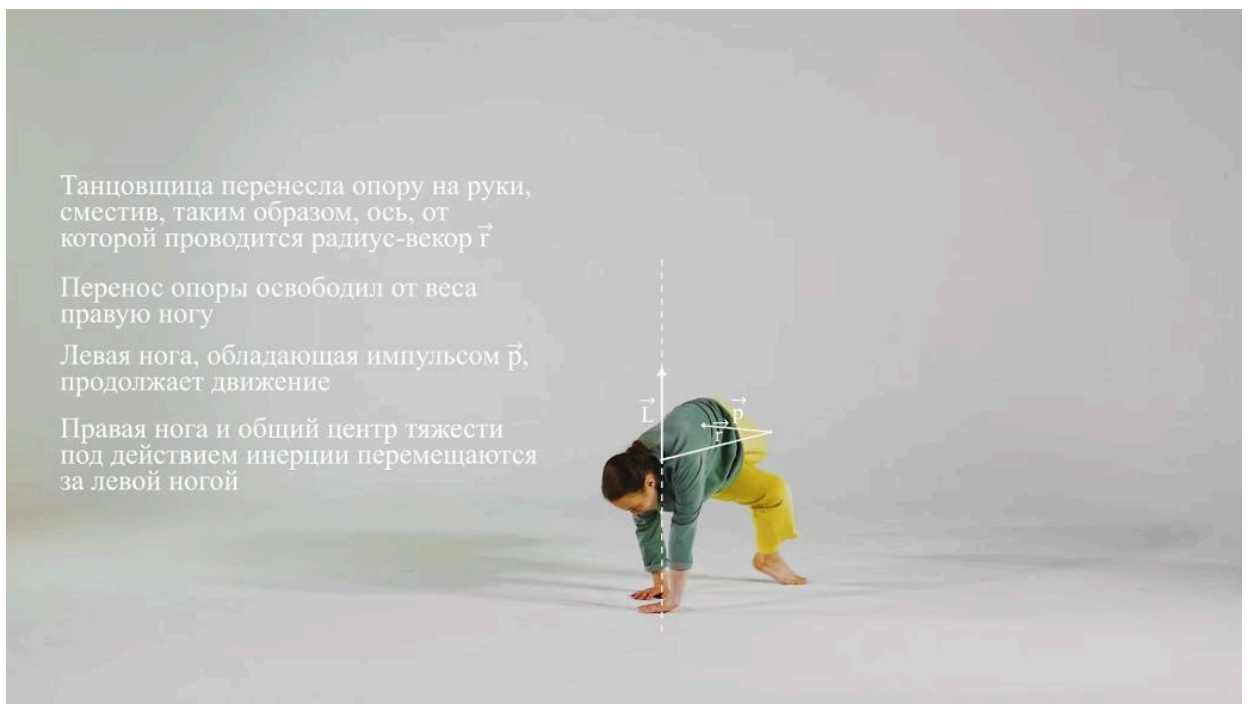 Танцовщица перенесла опору на руки,
сместив, таким образом, ось, от
которой проводится радиус-векор r⃗
Перенос опоры освободил от веса
правую ногу
Левая нога, обладающая импульсом p⃗,
продолжает движение
Правая нога и общий центр тяжести
под действием инерции перемещаются
за левой ногой
L⃗
p⃗
r⃗